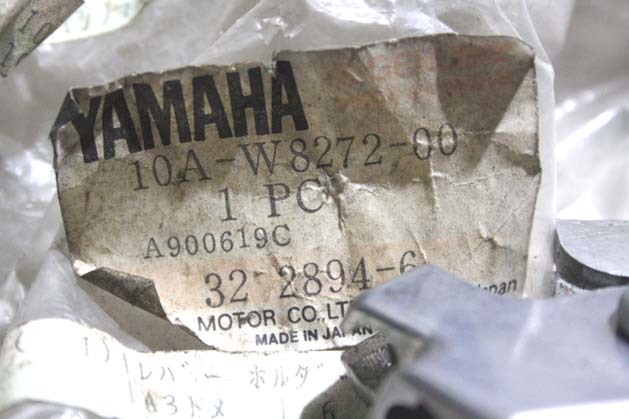 YAMAHA
10A-W8272-00
1 PC
A900619C
32 2894-6
MOTOR CO.,LT
MADE IN JAPAN
レバー ホルダ